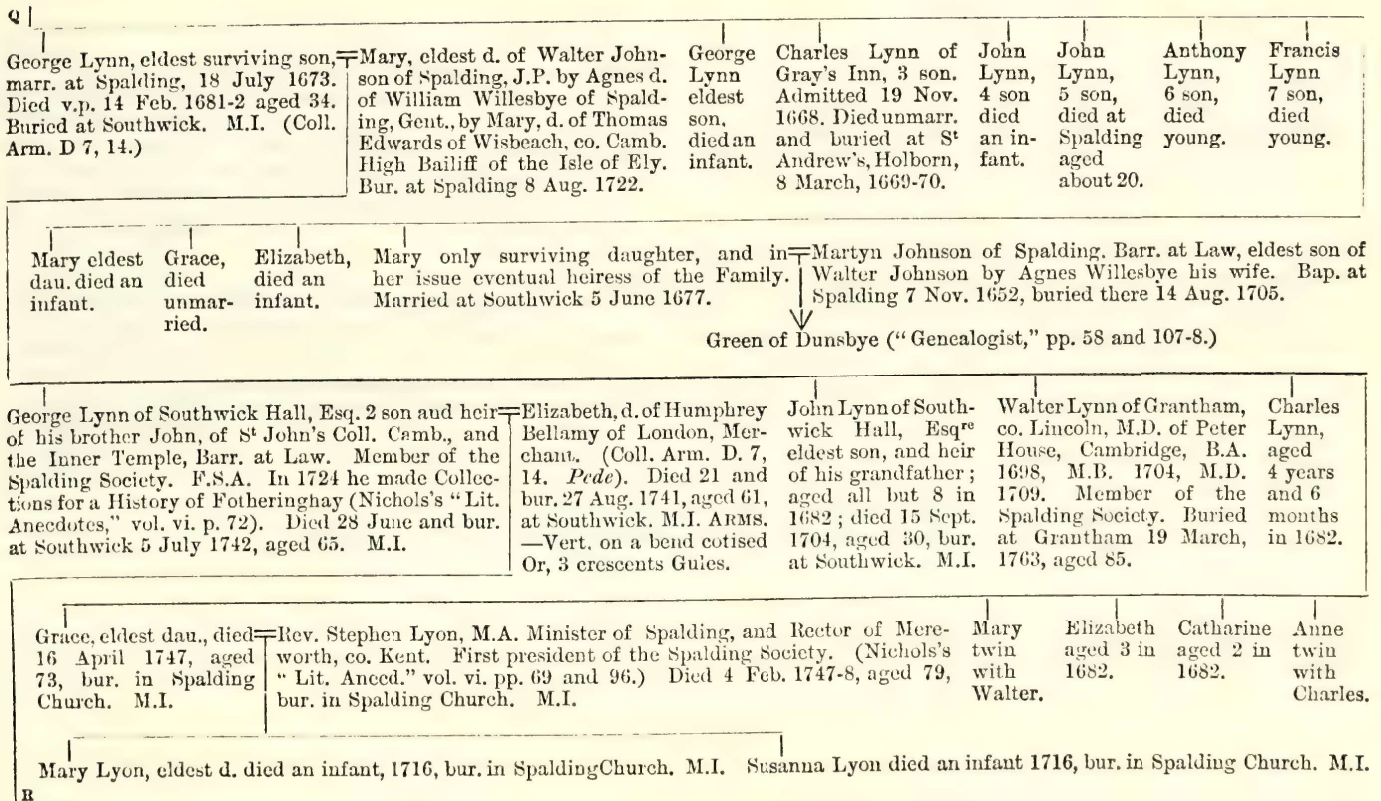 Q
George Lynn, eldest surviving son,
marr. at Spalding, 18 July 1673.
Died v.p. 14 Feb. 1681-2 aged 34.
Buried at Southwick. M.I. (Coll.
Arm. D 7, 14.)
Mary, eldest d. of Walter John-
son of Spalding, J.P. by Agnes d.
of William Willesbye of Spald-
ing, Gent., by Mary, d. of Thomas
Edwards of Wisbeach, co. Camb.
High Bailiff of the Isle of Ely.
Bur. at Spalding 8 Aug. 1722.
George
Lynn
eldest
son,
died an
infant.
Charles Lynn of
Gray's Inn, 3 son.
Admitted 19 Nov.
1668. Died unmarr.
and buried at St
Andrew's, Holborn,
8 March, 1669-70.
John
Lynn,
4 son
died
an in-
fant.
John
Lynn,
5 son,
died at
Spalding
aged
about 20.
Anthony
Lynn,
6 son,
died
young.
Francis
Lynn
7 son,
died
young.
Mary eldest
dau. died an
infant.
Grace,
died
unmar-
ried.
Elizabeth,
died an
infant.
Mary only surviving daughter, and in
her issue eventual heiress of the Family.
Married at Southwick 5 June 1677.
Martyn Johnson of Spalding. Barr. at Law, eldest son of
Walter Johnson by Agnes Willesbye his wife. Bap. at
Spalding 7 Nov. 1652, buried there 14 Aug. 1705.
Green of Dunsbye ("Genealogist," pp. 58 and 107-8.)
George Lynn of Southwick Hall, Esq. 2 son and heir
of his brother John, of St John's Coll. Camb., and
the Inner Temple, Barr. at Law. Member of the
Spalding Society. F.S.A. In 1724 he made Collec-
tions for a History of Fotheringhay (Nichols's "Lit.
Anecdotes," vol. vi. p. 72). Died 28 June and bur.
at Southwick 5 July 1742, aged 65. M.I.
Elizabeth, d. of Humphrey
Bellamy of London, Mer-
chant. (Coll. Arm. D. 7,
14. Pede). Died 21 and
bur. 27 Aug. 1741, aged 61,
at Southwick. M.I. ARMS.
—Vert. on a bend cotised
Or, 3 crescents Gules.
John Lynn of South-
wick Hall, Esqre
eldest son, and heir
of his grandfather;
aged all but 8 in
1682; died 15 Sept.
1704, aged 30, bur.
at Southwick. M.I.
Walter Lynn of Grantham,
co. Lincoln, M.D. of Peter
House, Cambridge, B.A.
1698, M.B. 1704, M.D.
1709. Member of the
Spalding Society. Buried
at Grantham 19 March,
1763, aged 85.
Charles
Lynn,
aged
4 years
and 6
months
in 1682.
Grace, eldest dau., died
16 April 1747, aged
73, bur. in Spalding
Church. M.I.
Rev. Stephen Lyon, M.A. Minister of Spalding, and Rector of Mere-
worth, co. Kent. First president of the Spalding Society. (Nichols's
"Lit. Anecd." vol. vi. pp. 69 and 96.) Died 4 Feb. 1747-8, aged 79,
bur. in Spalding Church. M.I.
Mary
twin
with
Walter.
Elizabeth
aged 3 in
1682.
Catharine
aged 2 in
1682.
Anne
twin
with
Charles.
Mary Lyon, eldest d. died an infant, 1716, bur. in Spalding Church. M.I.
Susanna Lyon died an infant 1716, bur. in Spalding Church. M.I.
R